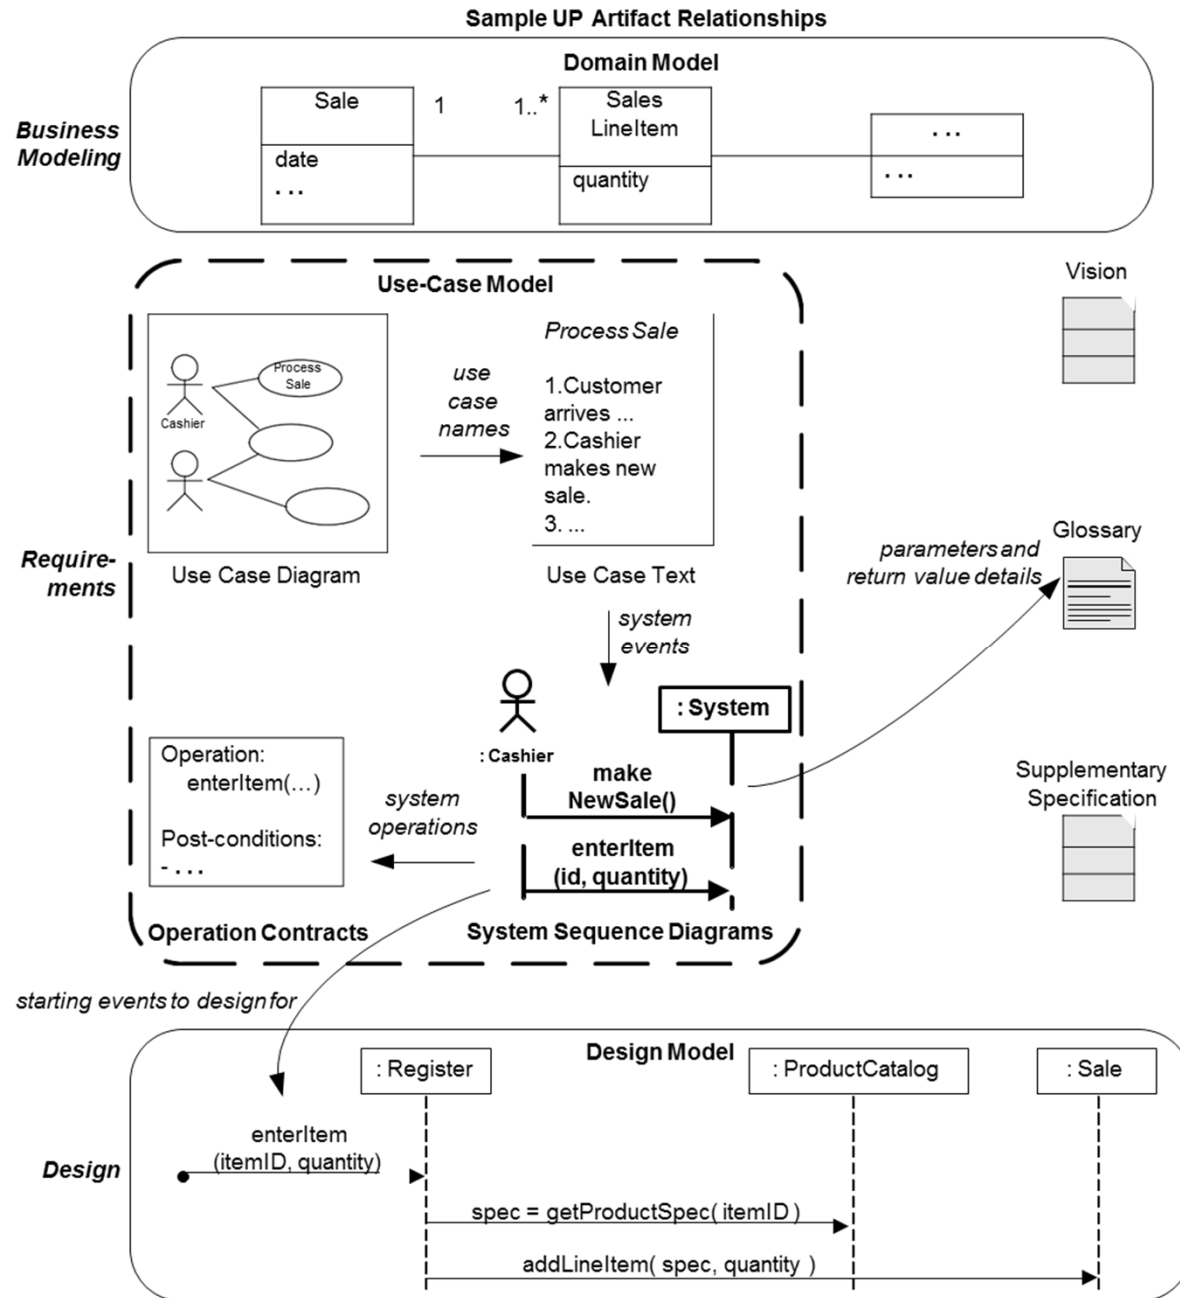 Sample UP Artifact Relationships
Domain Model
Business
Modeling
Sale
1
1..*
Sales
LineItem
date
. . .
quantity
. . .
. . .
Use-Case Model
Vision
Process
Sale
Cashier
use
case
names
Process Sale
1.Customer
arrives ...
2.Cashier
makes new
sale.
3. ...
Require-
ments
Use Case Diagram
Use Case Text
parameters and
return value details
Glossary
system
events
: System
: Cashier
make
NewSale()
enterItem
(id, quantity)
Operation:
enterItem(…)
Post-conditions:
- . . .
system
operations
Supplementary
Specification
Operation Contracts
System Sequence Diagrams
starting events to design for
Design Model
: Register
: ProductCatalog
: Sale
Design
enterItem
(itemID, quantity)
spec = getProductSpec( itemID )
addLineItem( spec, quantity )